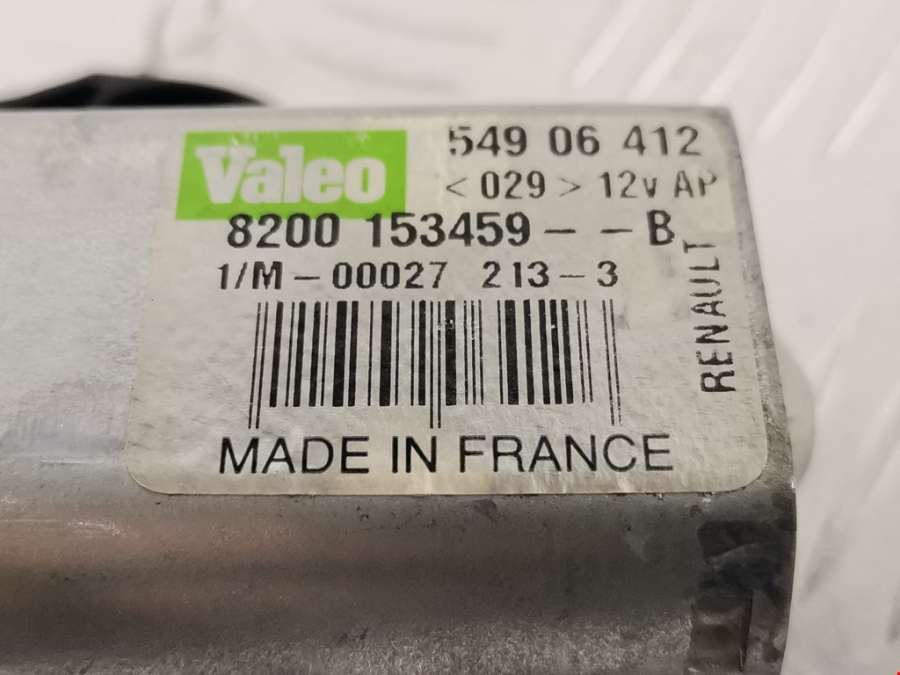 Valeo
549 06 412
<029> 12v AP
8200 153459--B
1/M-00027 213-3
RENAULT
MADE IN FRANCE